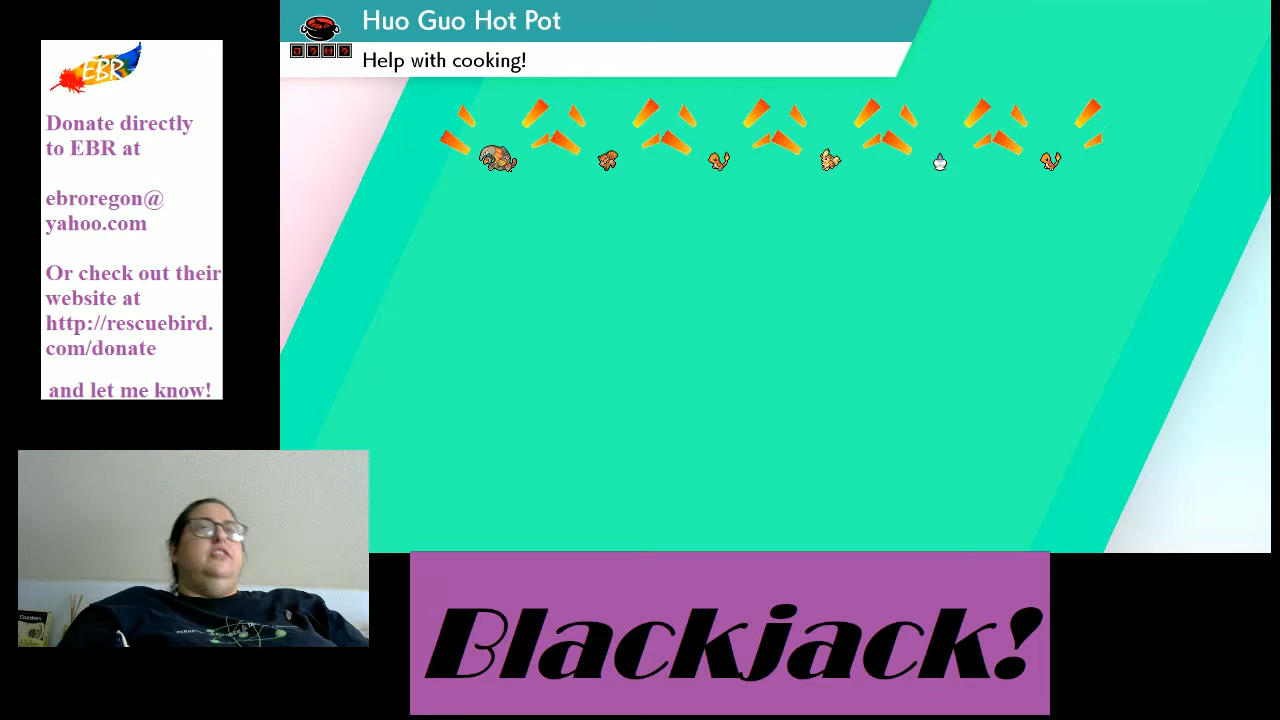 EBR
Donate directly
to EBR at
ebroregon@
yahoo.com
Or check out their
website at
http://rescuebird.
com/donate
and let me know!
Huo Guo Hot Pot
Help with cooking!
Coasters
Blackjack!